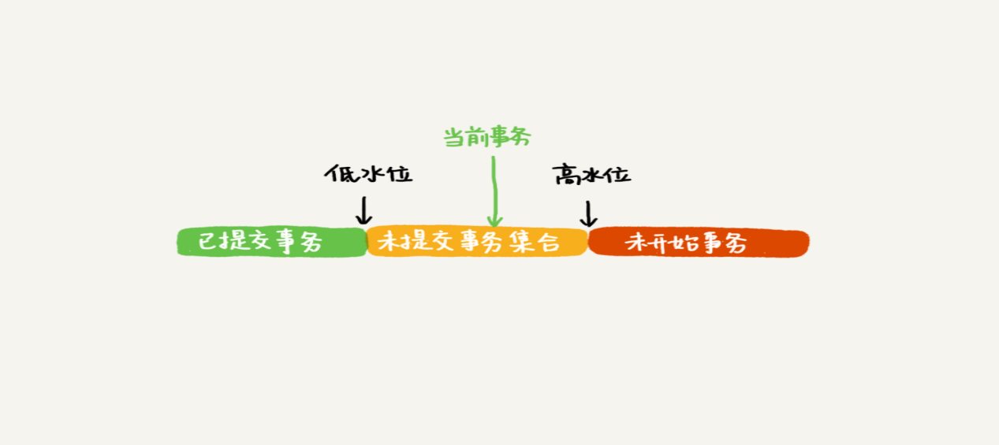 当前事务
低水位
高水位
已提交事务
未提交事务集合
未开始事务